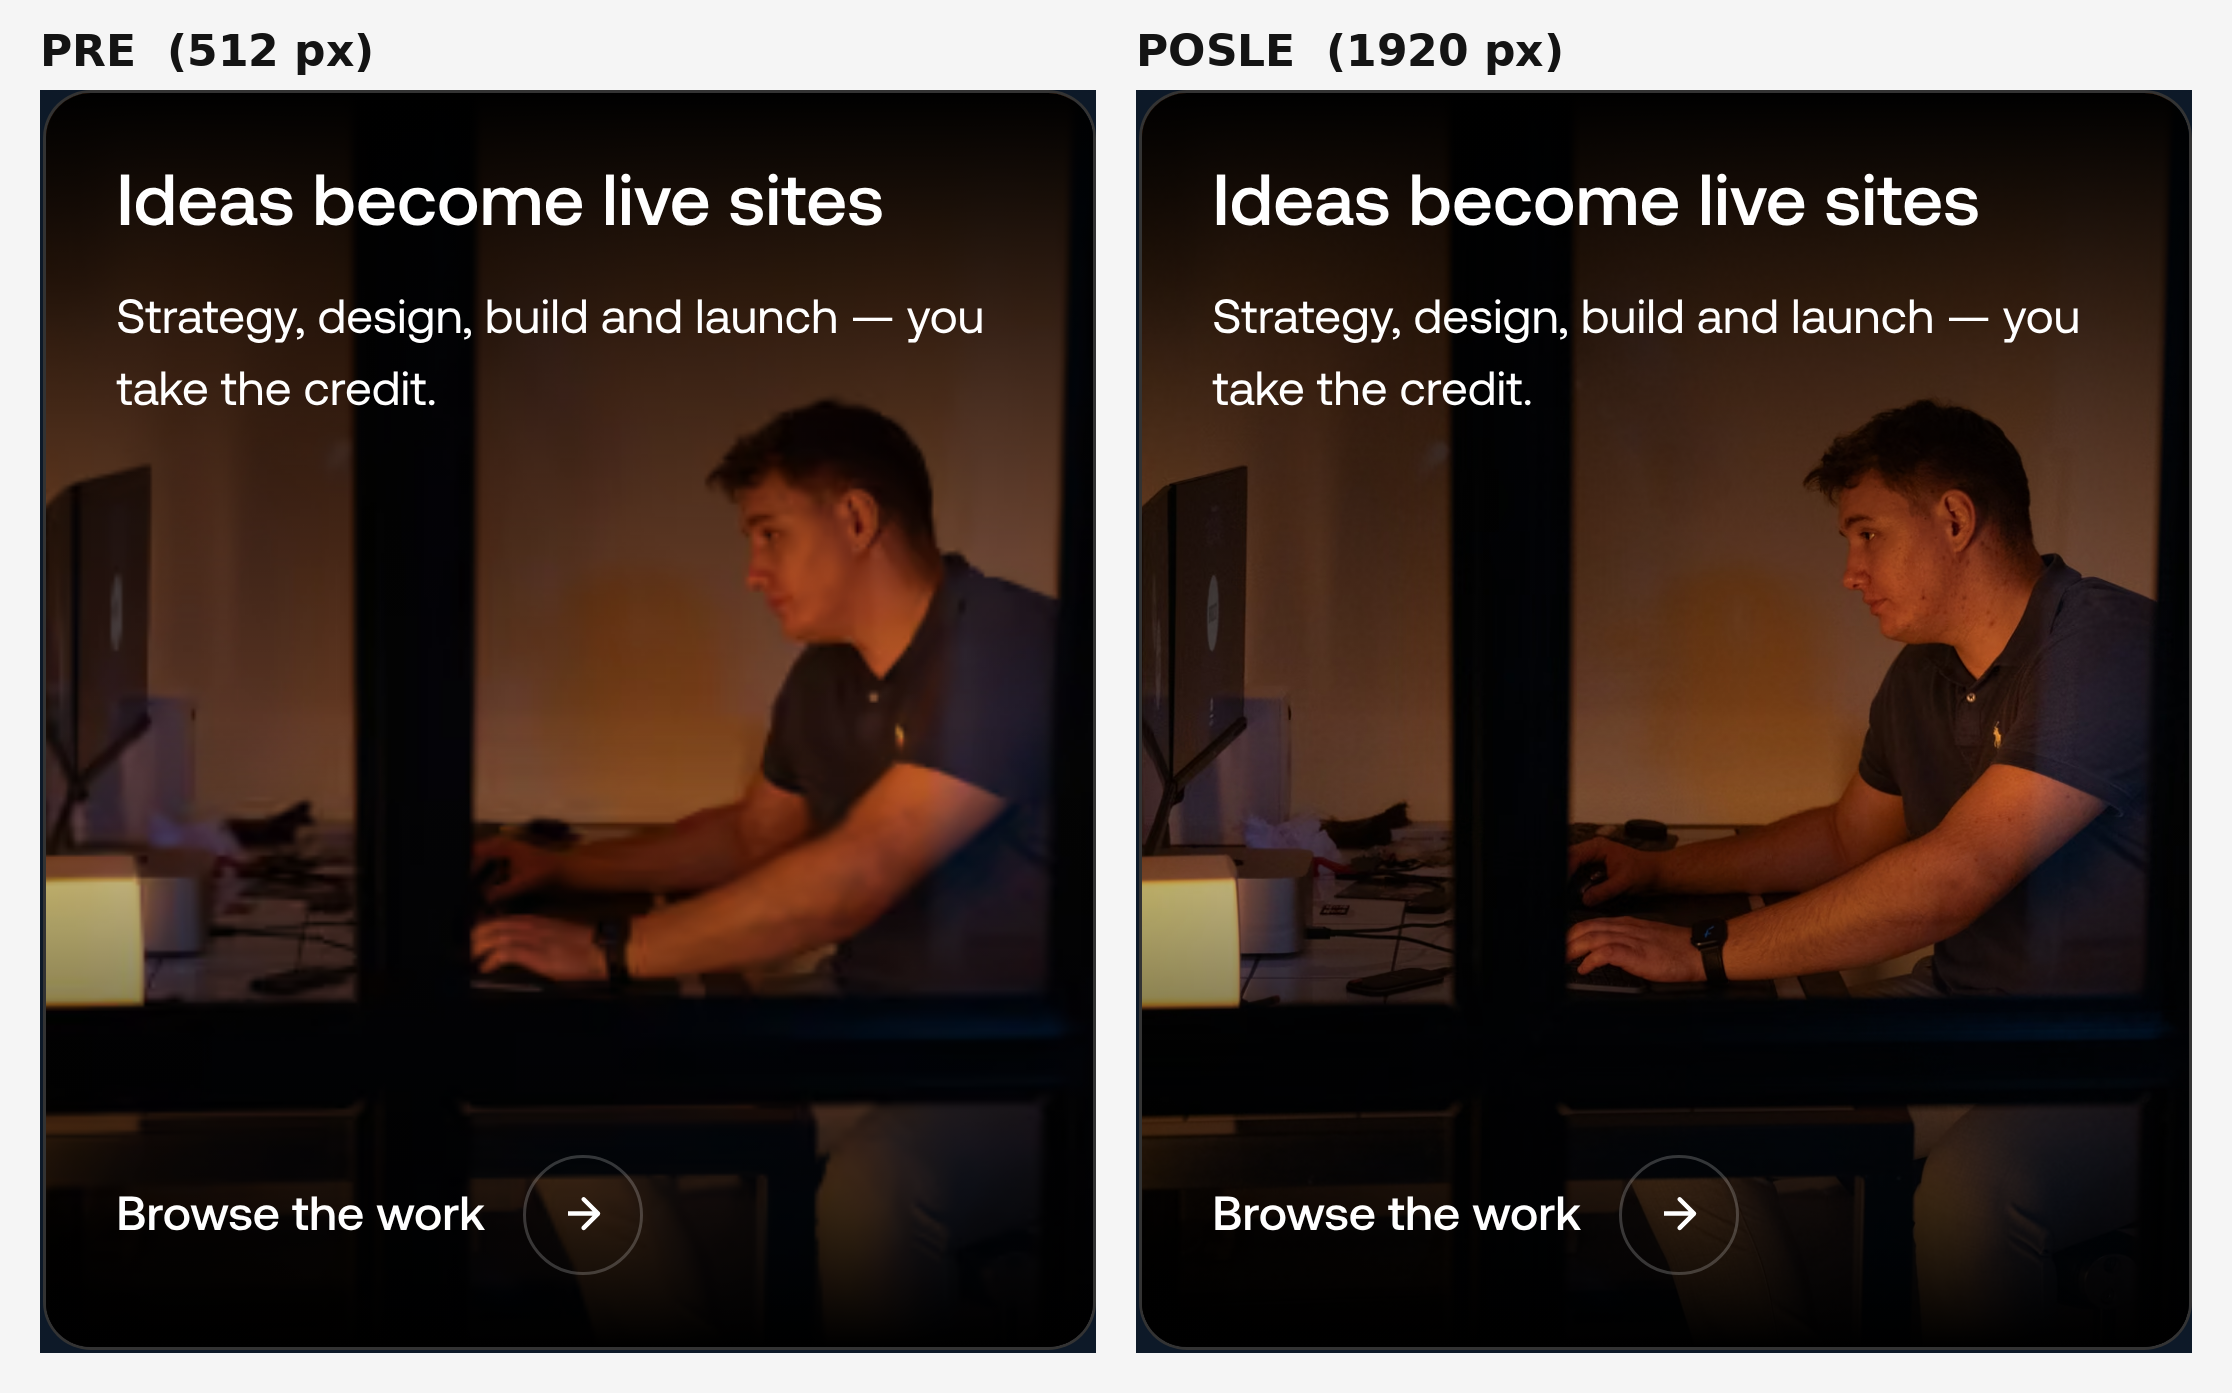 PRE (512 px)
POSLE (1920 px)
Ideas become live sites
Strategy, design, build and launch — you
take the credit.
Browse the work
Ideas become live sites
Strategy, design, build and launch — you
take the credit.
Browse the work